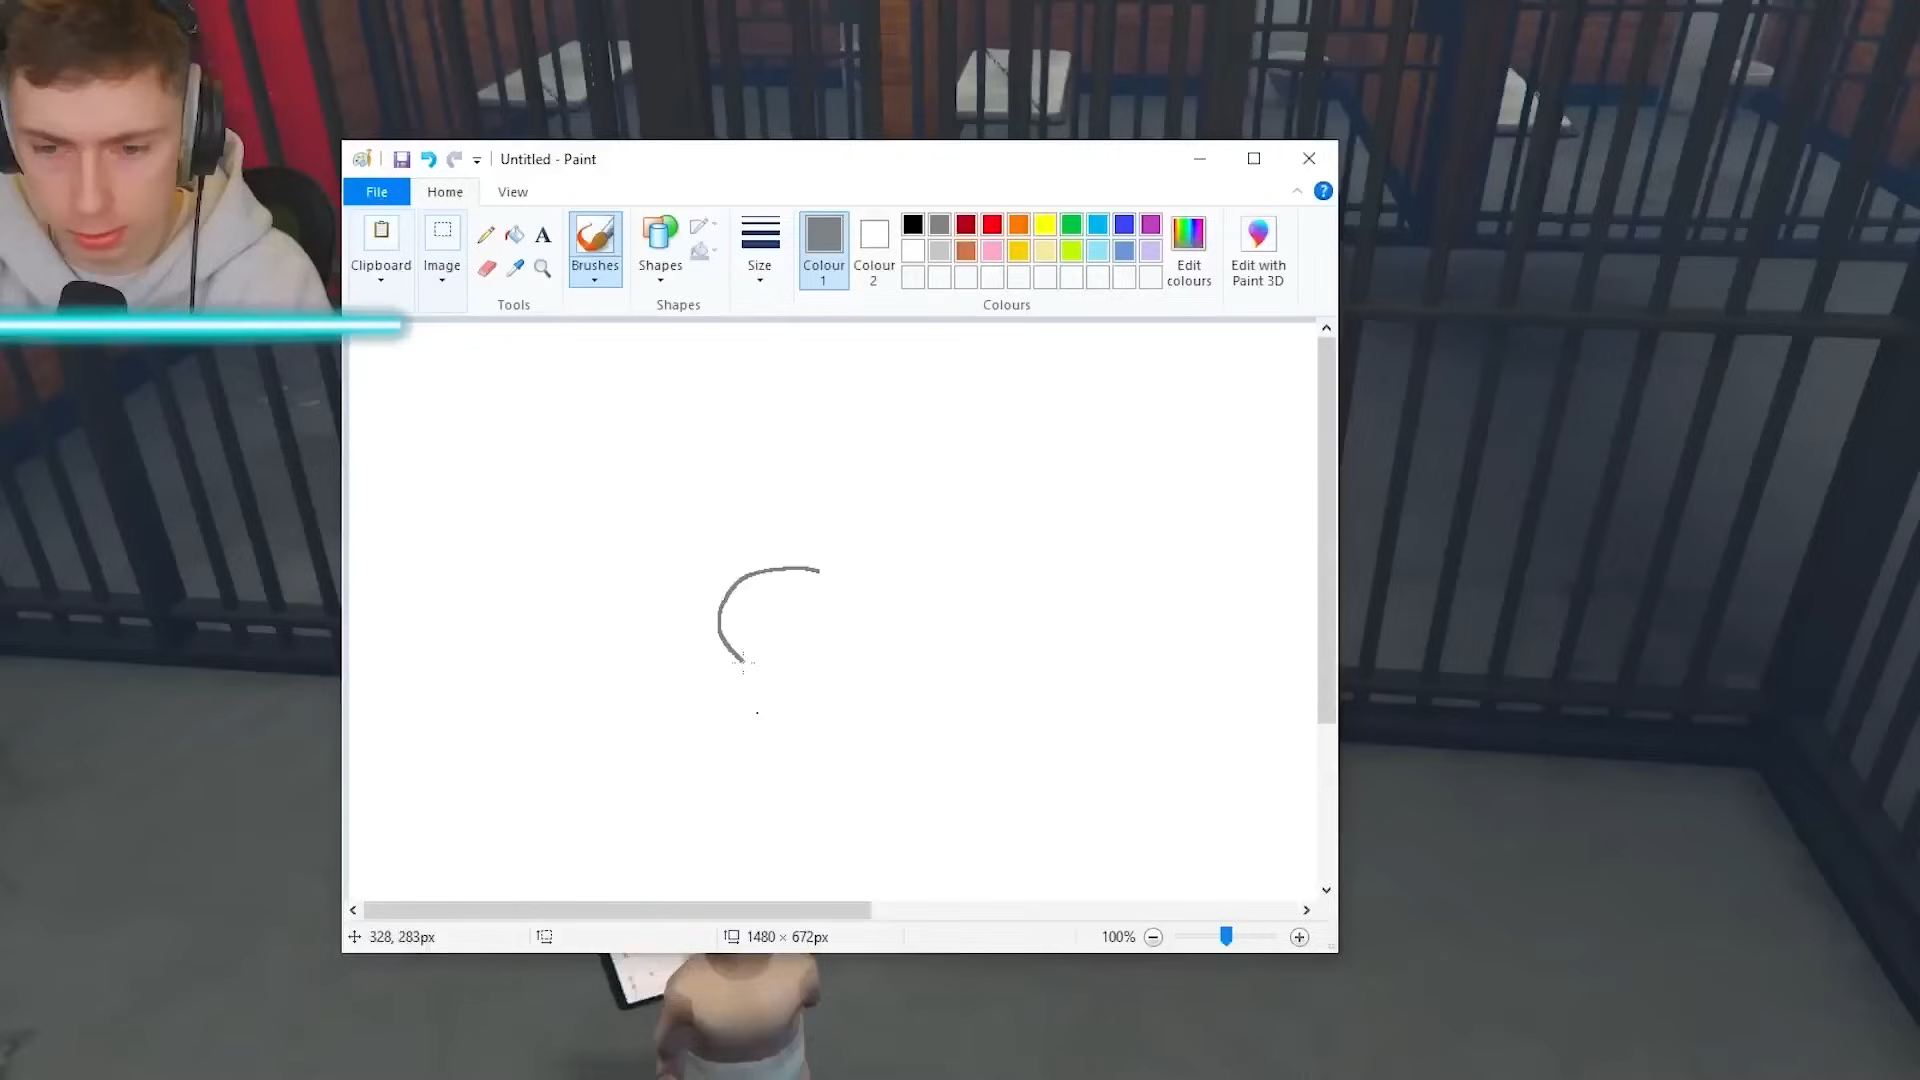 Untitled - Paint
File Home View
Clipboard Image A Brushes Shapes Size Colour 1 Colour 2 Edit colours Edit with Paint 3D
Tools Shapes Colours
328, 283px 1480 × 672px 100%